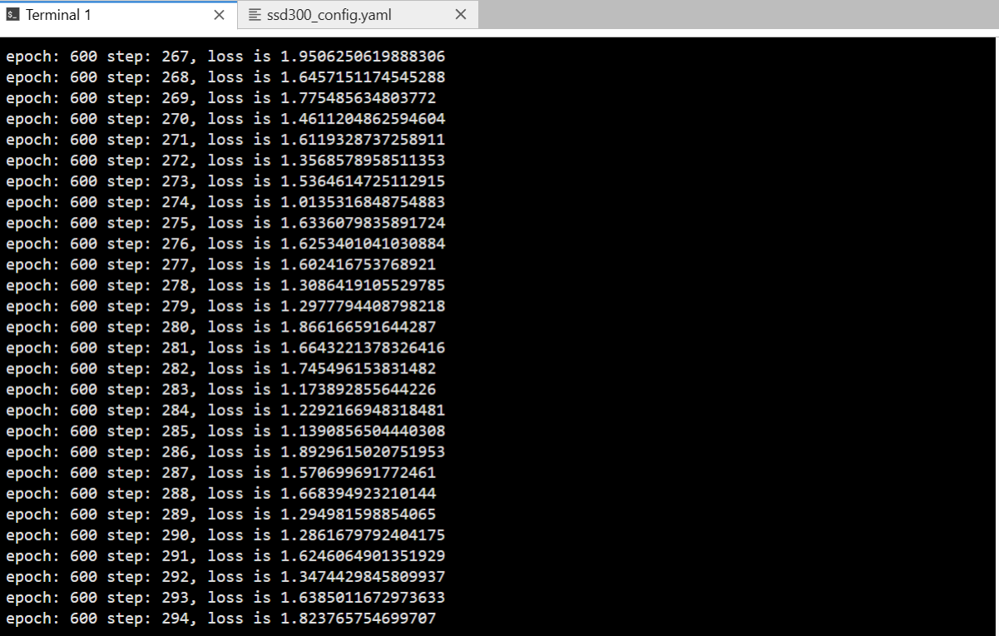 Terminal 1
ssd300_config.yaml
epoch: 600 step: 267, loss is 1.9506250619888306
epoch: 600 step: 268, loss is 1.6457151174545288
epoch: 600 step: 269, loss is 1.775485634803772
epoch: 600 step: 270, loss is 1.4611204862594604
epoch: 600 step: 271, loss is 1.6119328737258911
epoch: 600 step: 272, loss is 1.3568578958511353
epoch: 600 step: 273, loss is 1.5364614725112915
epoch: 600 step: 274, loss is 1.0135316848754883
epoch: 600 step: 275, loss is 1.6336079835891724
epoch: 600 step: 276, loss is 1.6253401041030884
epoch: 600 step: 277, loss is 1.602416753768921
epoch: 600 step: 278, loss is 1.3086419105529785
epoch: 600 step: 279, loss is 1.2977794408798218
epoch: 600 step: 280, loss is 1.866166591644287
epoch: 600 step: 281, loss is 1.6643221378326416
epoch: 600 step: 282, loss is 1.745496153831482
epoch: 600 step: 283, loss is 1.173892855644226
epoch: 600 step: 284, loss is 1.2292166948318481
epoch: 600 step: 285, loss is 1.1390856504440308
epoch: 600 step: 286, loss is 1.8929615020751953
epoch: 600 step: 287, loss is 1.570699691772461
epoch: 600 step: 288, loss is 1.668394923210144
epoch: 600 step: 289, loss is 1.294981598854065
epoch: 600 step: 290, loss is 1.2861679792404175
epoch: 600 step: 291, loss is 1.6246064901351929
epoch: 600 step: 292, loss is 1.3474429845809937
epoch: 600 step: 293, loss is 1.6385011672973633
epoch: 600 step: 294, loss is 1.823765754699707